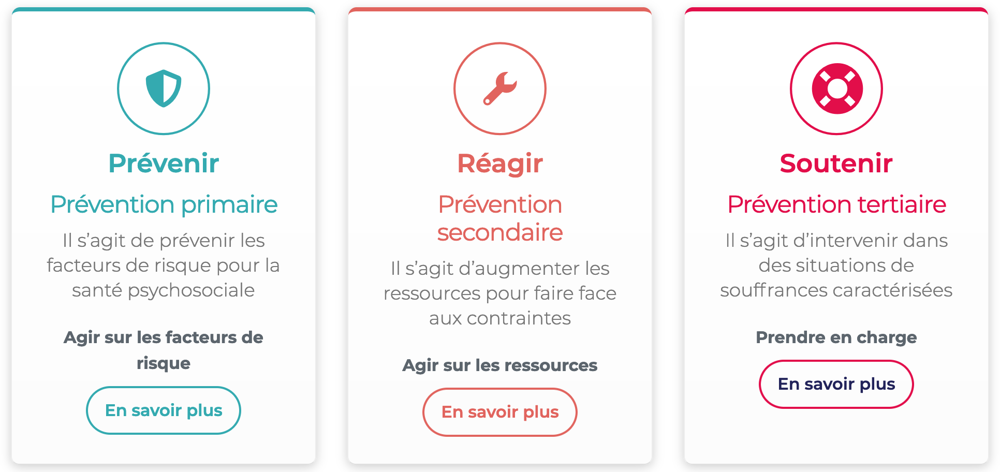 Prévenir
Prévention primaire
Il s’agit de prévenir les
facteurs de risque pour la
santé psychosociale
Agir sur les facteurs de
risque
En savoir plus
Réagir
Prévention
secondaire
Il s’agit d’augmenter les
ressources pour faire face
aux contraintes
Agir sur les ressources
En savoir plus
Soutenir
Prévention tertiaire
Il s’agit d’intervenir dans
des situations de
souffrances caractérisées
Prendre en charge
En savoir plus